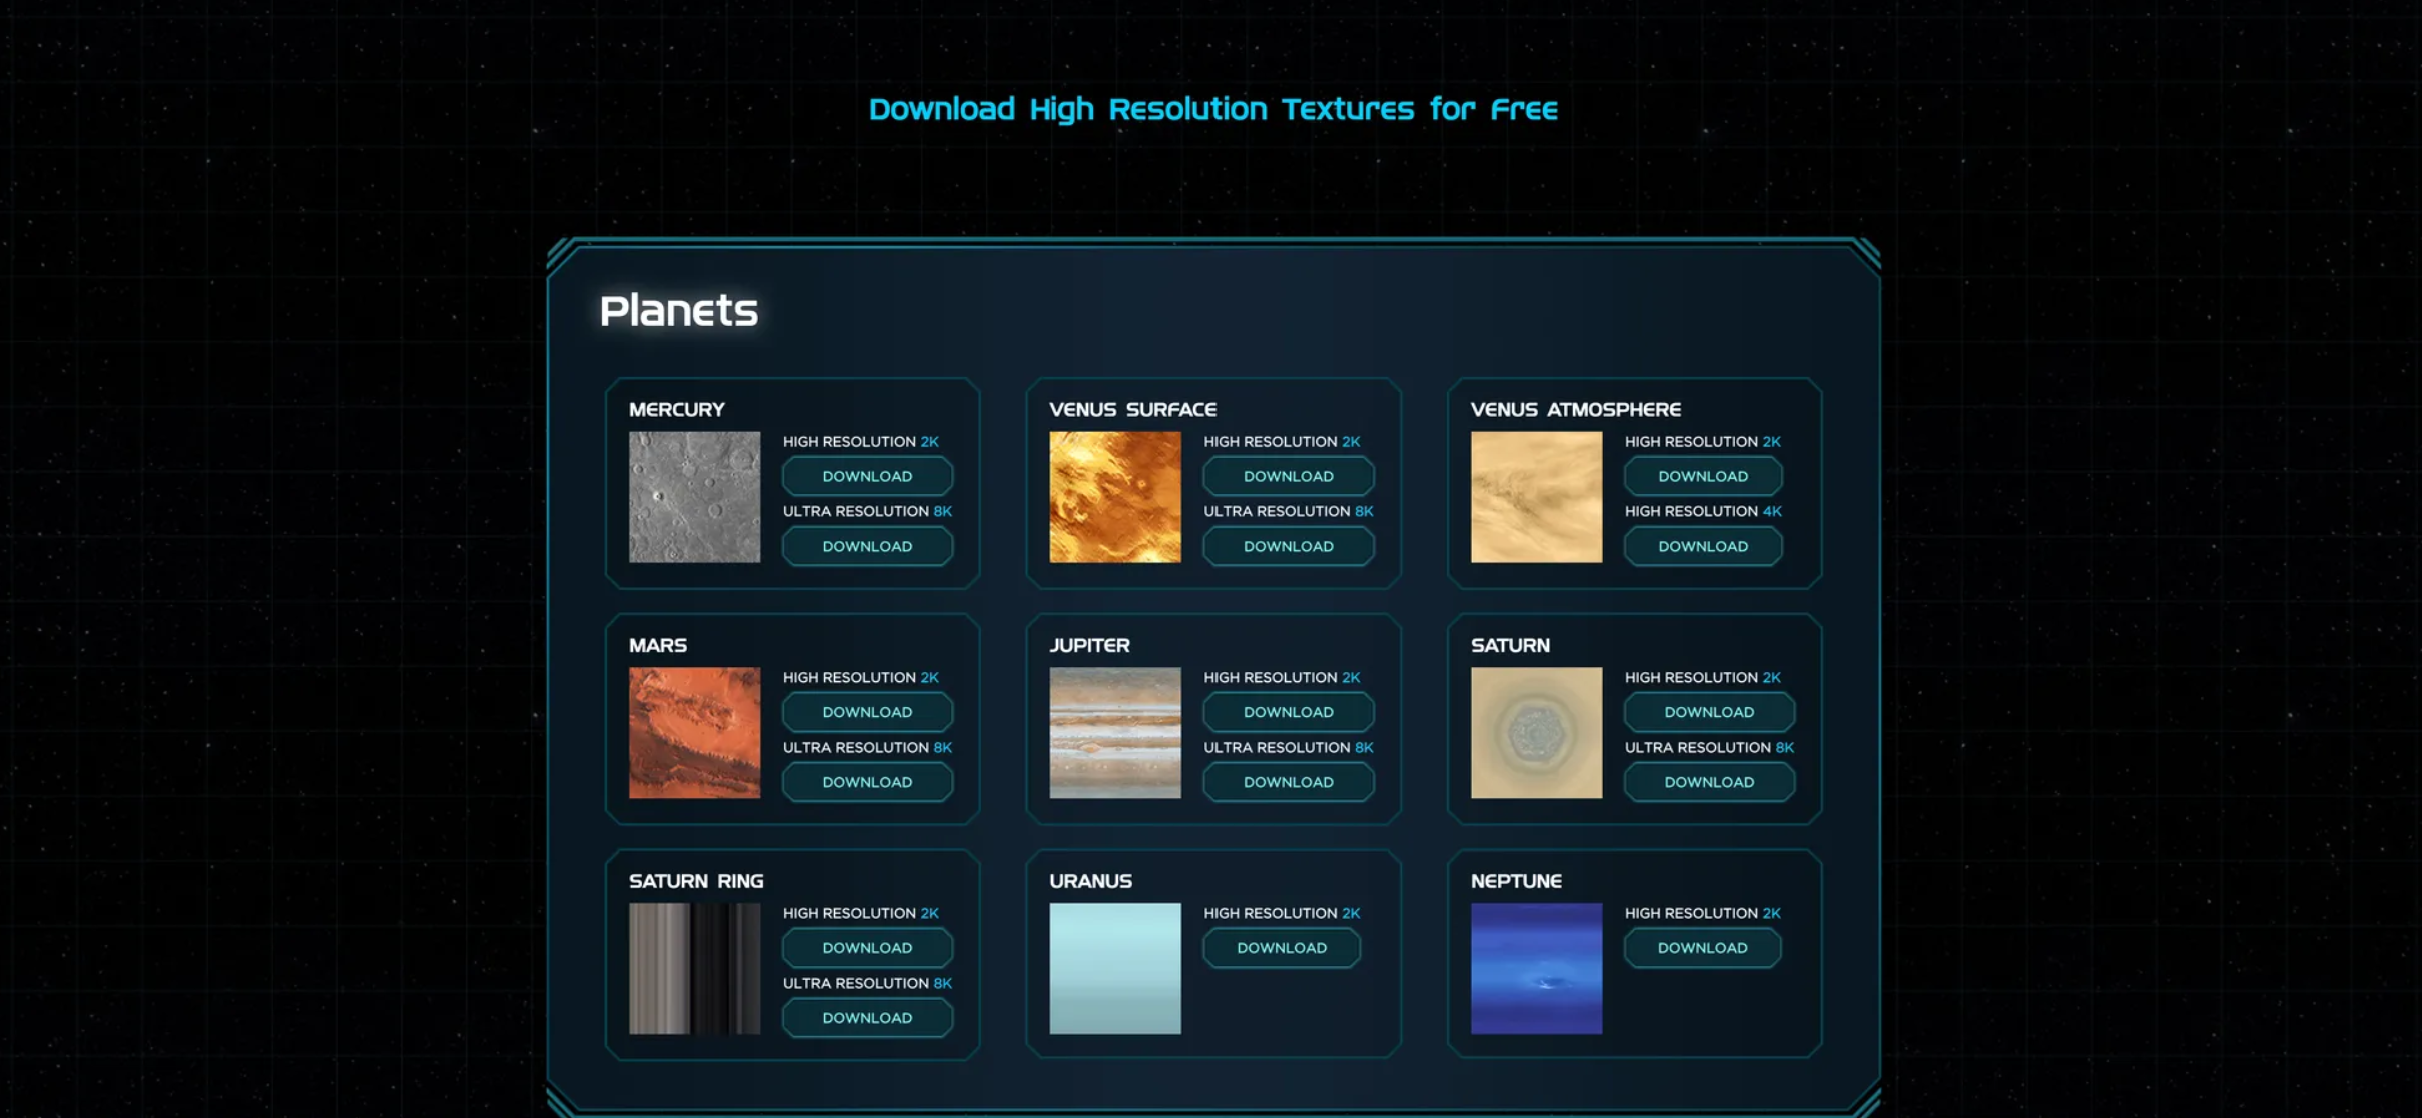 Download High Resolution Textures for Free
Planets
MERCURY
HIGH RESOLUTION 2K
DOWNLOAD
ULTRA RESOLUTION 8K
DOWNLOAD
VENUS SURFACE
HIGH RESOLUTION 2K
DOWNLOAD
ULTRA RESOLUTION 8K
DOWNLOAD
VENUS ATMOSPHERE
HIGH RESOLUTION 2K
DOWNLOAD
HIGH RESOLUTION 4K
DOWNLOAD
MARS
HIGH RESOLUTION 2K
DOWNLOAD
ULTRA RESOLUTION 8K
DOWNLOAD
JUPITER
HIGH RESOLUTION 2K
DOWNLOAD
ULTRA RESOLUTION 8K
DOWNLOAD
SATURN
HIGH RESOLUTION 2K
DOWNLOAD
ULTRA RESOLUTION 8K
DOWNLOAD
SATURN RING
HIGH RESOLUTION 2K
DOWNLOAD
ULTRA RESOLUTION 8K
DOWNLOAD
URANUS
HIGH RESOLUTION 2K
DOWNLOAD
NEPTUNE
HIGH RESOLUTION 2K
DOWNLOAD